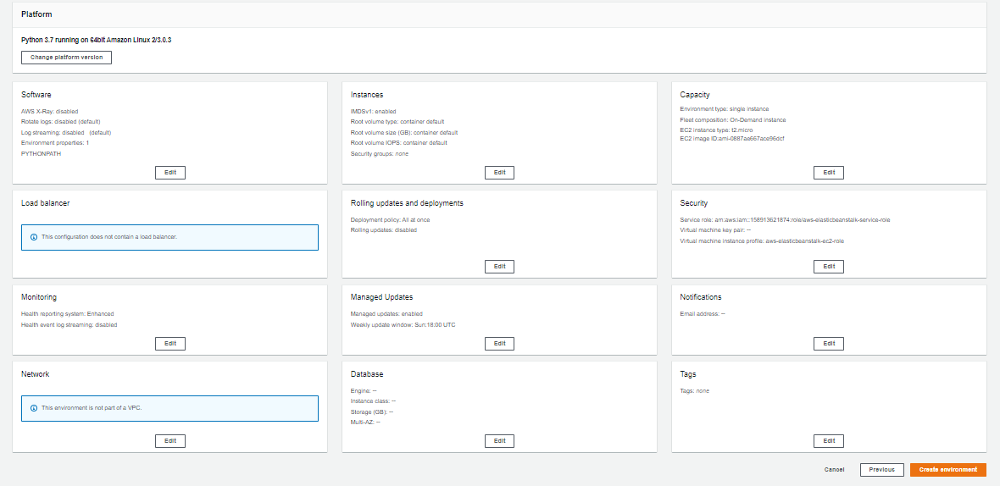 Platform
Python 3.7 running on 64bit Amazon Linux 2/3.0.3
Change platform version
Software
AWS X-Ray: disabled
Rotate logs: disabled (default)
Log streaming: disabled (default)
Environment properties: 1
PYTHONPATH
Edit
Instances
IMDSv1: enabled
Root volume type: container default
Root volume size (GB): container default
Root volume IOPS: container default
Security groups: none
Edit
Capacity
Environment type: single instance
Fleet composition: On-Demand instance
EC2 instance type: t2.micro
EC2 image ID:ami-0887ae667ace96dcf
Edit
Load balancer
This configuration does not contain a load balancer.
Rolling updates and deployments
Deployment policy: All at once
Rolling updates: disabled
Edit
Security
Service role: arn:aws:iam::158913621874:role/aws-elasticbeanstalk-service-role
Virtual machine key pair: --
Virtual machine instance profile: aws-elasticbeanstalk-ec2-role
Edit
Monitoring
Health reporting system: Enhanced
Health event log streaming: disabled
Edit
Managed Updates
Managed updates: enabled
Weekly update window: Sun:18:00 UTC
Edit
Notifications
Email address: --
Edit
Network
This environment is not part of a VPC.
Edit
Database
Engine: --
Instance class: --
Storage (GB): --
Multi-AZ: --
Edit
Tags
Tags: none
Edit
Cancel
Previous
Create environment